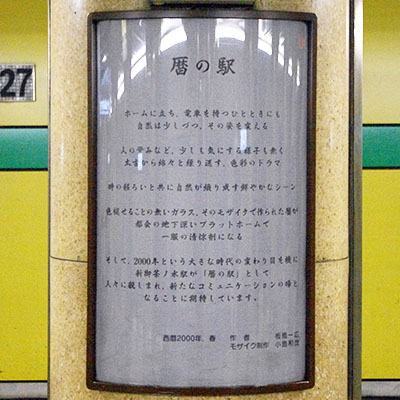 27
暦の駅
ホームに立ち、電車を待つひとときにも
自然は少しづつ、その姿を変える
人の営みなど、少しも気にする様子も無く
太古から綿々と繰り返す、色彩のドラマ
時の移ろいと共に自然が織り成す鮮やかなシーン
色褪せることの無いガラス、そのモザイクで作られた暦が
都会の地下深いプラットホームで
一服の清涼剤になる
そして、2000年という大きな時代の変わり目を機に
新御茶ノ水駅が「暦の駅」として
人々に親しまれ、新たなコミュニケーションの場と
なることに期待しています。
西暦2000年、春 作者
モザイク制作